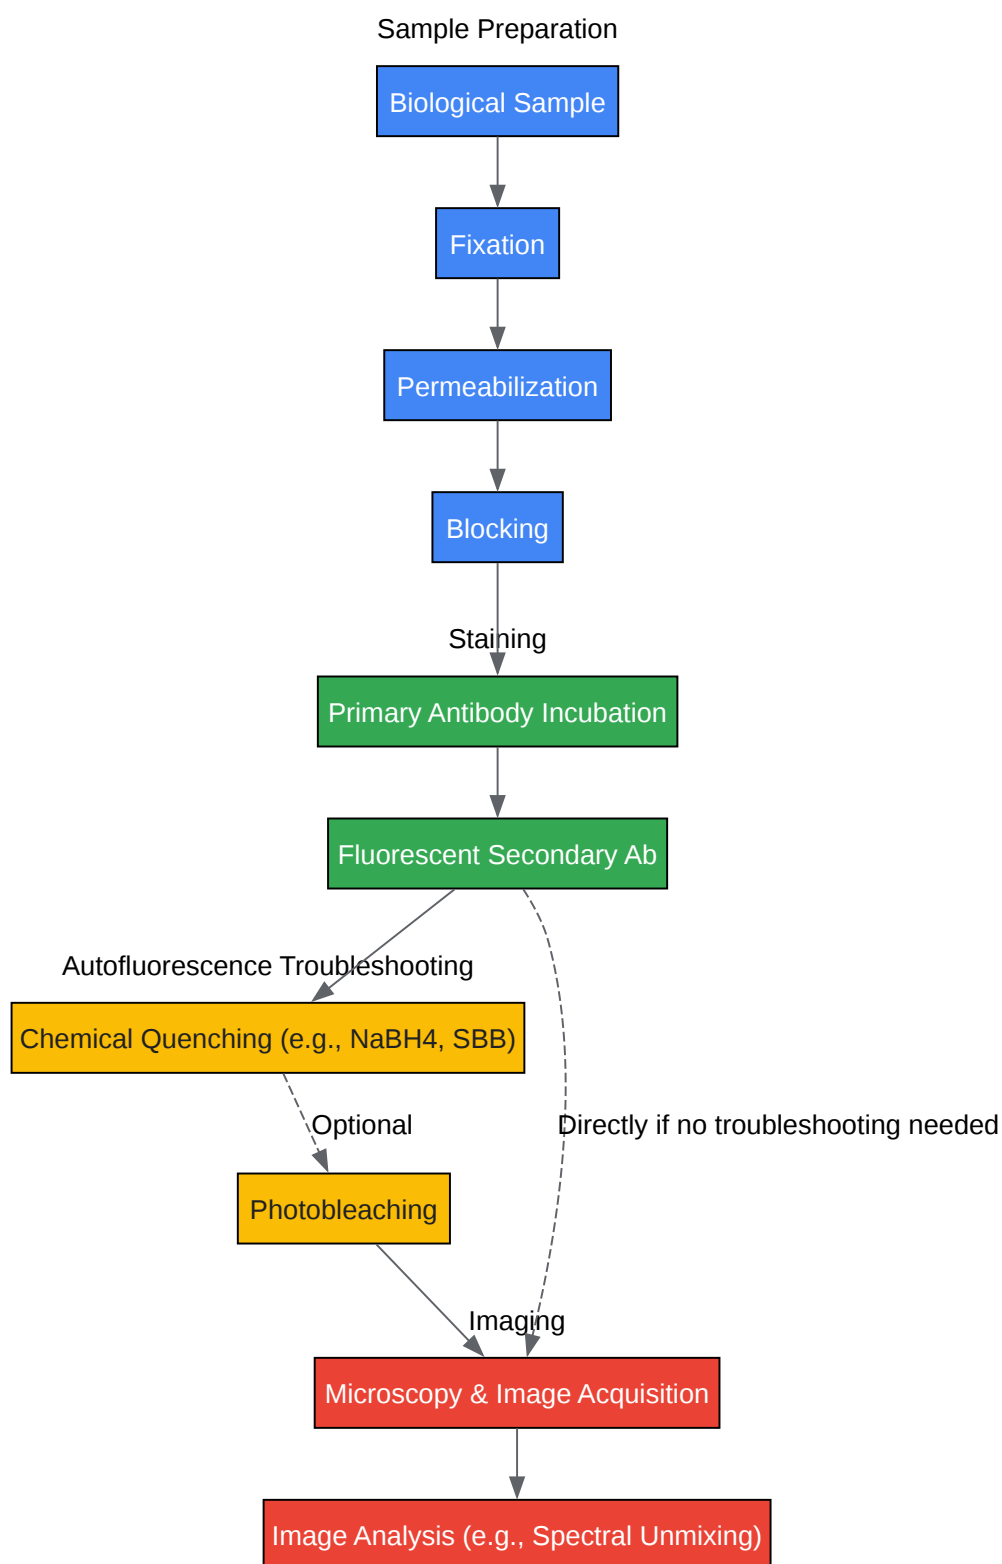 Sample Preparation
Biological Sample
Fixation
Permeabilization
Blocking
Staining
Primary Antibody Incubation
Fluorescent Secondary Ab
Autofluorescence Troubleshooting
Chemical Quenching (e.g., NaBH4, SBB)
Optional
Directly if no troubleshooting needed
Photobleaching
Imaging
Microscopy & Image Acquisition
Image Analysis (e.g., Spectral Unmixing)